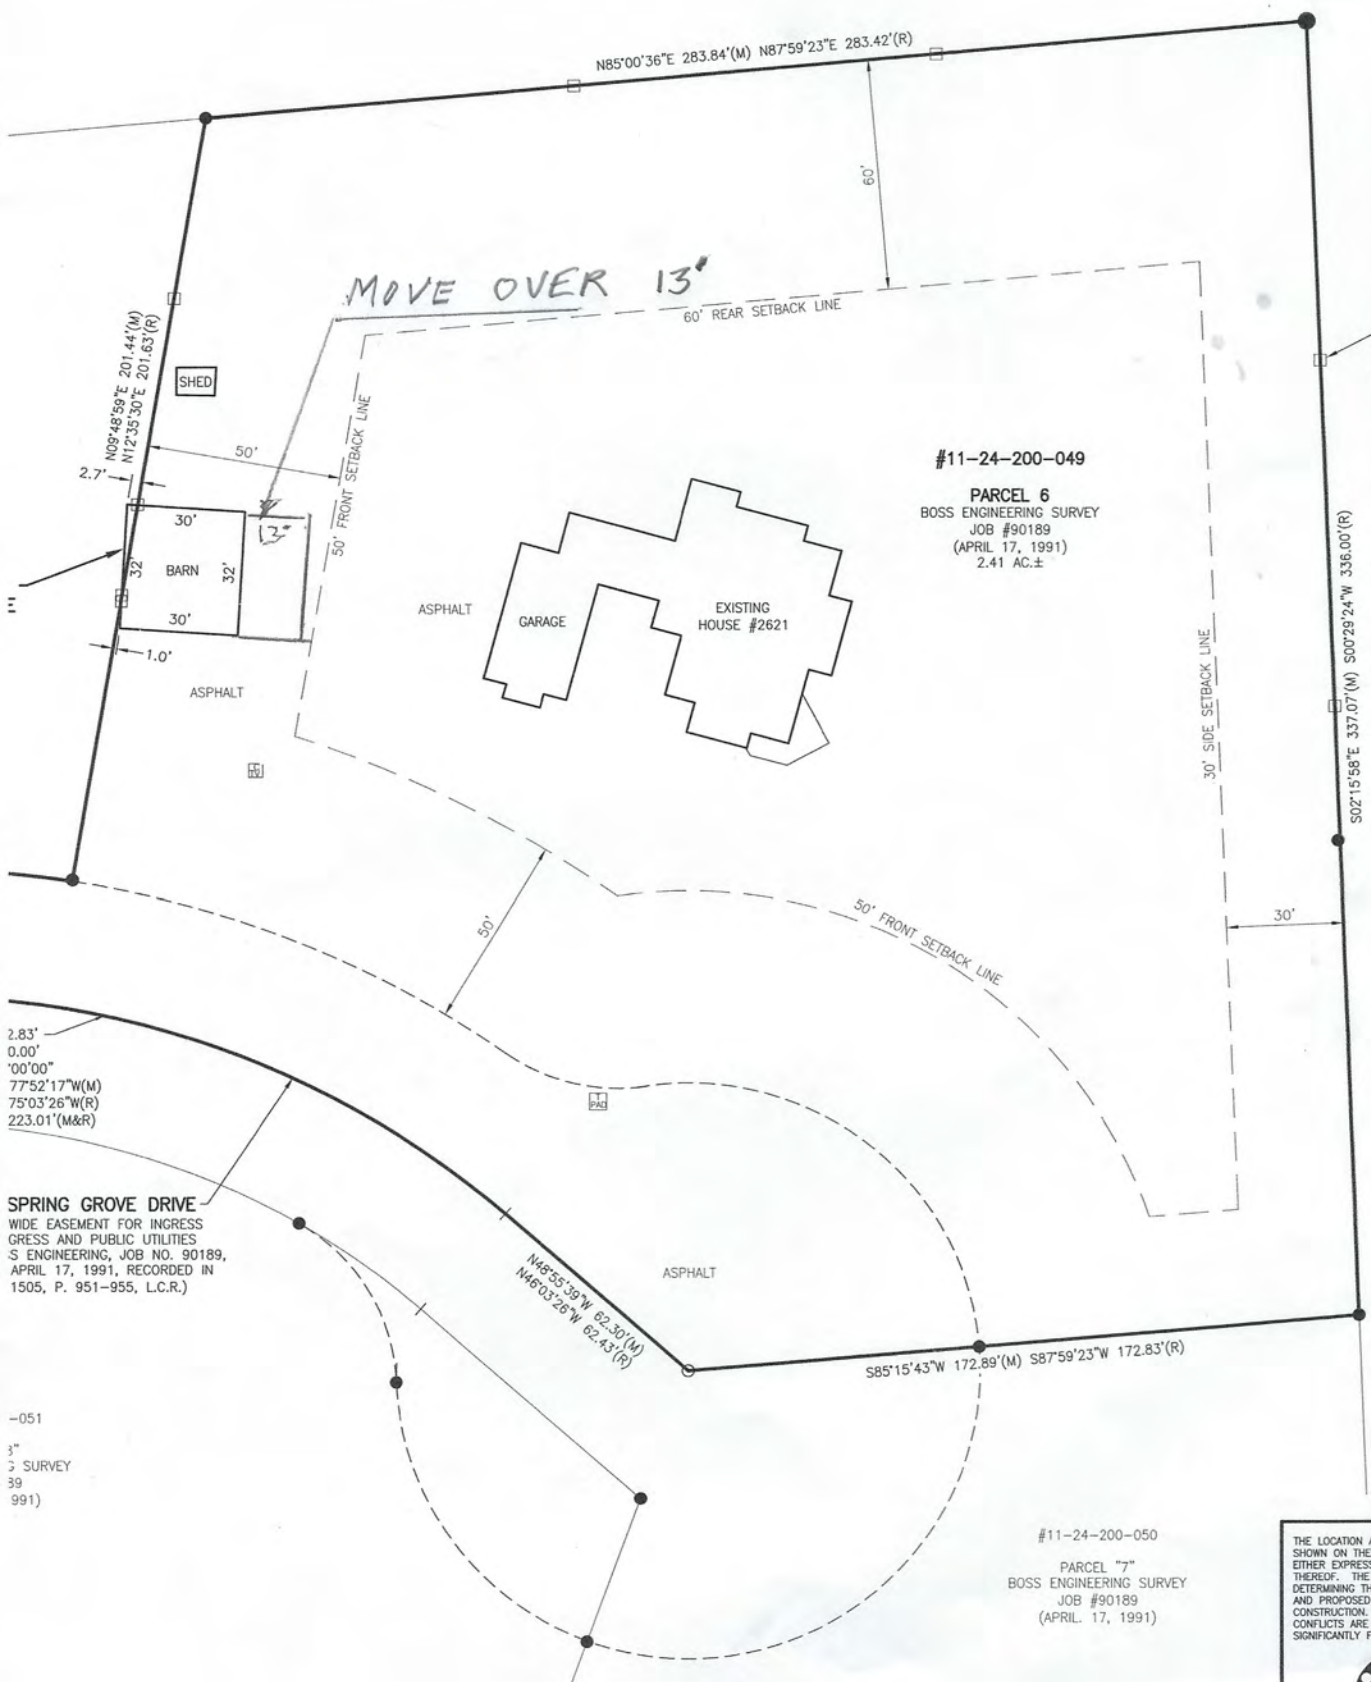 N85°00'36"E 283.84'(M) N87°59'23"E 283.42'(R)
60'
MOVE OVER 13'
60' REAR SETBACK LINE
N09°48'59"E 201.44'(M)
N12°35'30"E 201.63'(R)
SHED
50'
50' FRONT SETBACK LINE
2.7'
30'
32'
BARN
32'
30'
13"
1.0'
ASPHALT
ASPHALT
GARAGE
EXISTING
HOUSE #2621
#11-24-200-049
PARCEL 6
BOSS ENGINEERING SURVEY
JOB #90189
(APRIL 17, 1991)
2.41 AC.±
30' SIDE SETBACK LINE
S02°15'58"E 337.07'(M) S00°29'24"W 336.00'(R)
50'
50' FRONT SETBACK LINE
30'
2.83'
0.00'
°00'00"
77°52'17"W(M)
75°03'26"W(R)
223.01'(M&R)
T
PAD
SPRING GROVE DRIVE
WIDE EASEMENT FOR INGRESS
GRESS AND PUBLIC UTILITIES
S ENGINEERING, JOB NO. 90189,
APRIL 17, 1991, RECORDED IN
1505, P. 951-955, L.C.R.)
N48°55'39"W 62.30'(M)
N46°03'26"W 62.43'(R)
ASPHALT
S85°15'43"W 172.89'(M) S87°59'23"W 172.83'(R)
-051
SURVEY
89
991)
#11-24-200-050
PARCEL "7"
BOSS ENGINEERING SURVEY
JOB #90189
(APRIL. 17, 1991)
THE LOCATION
SHOWN ON THE
EITHER EXPRES
THEREOF. THE
DETERMINING TH
AND PROPOSED
CONSTRUCTION.
CONFLICTS ARE
SIGNIFICANTLY